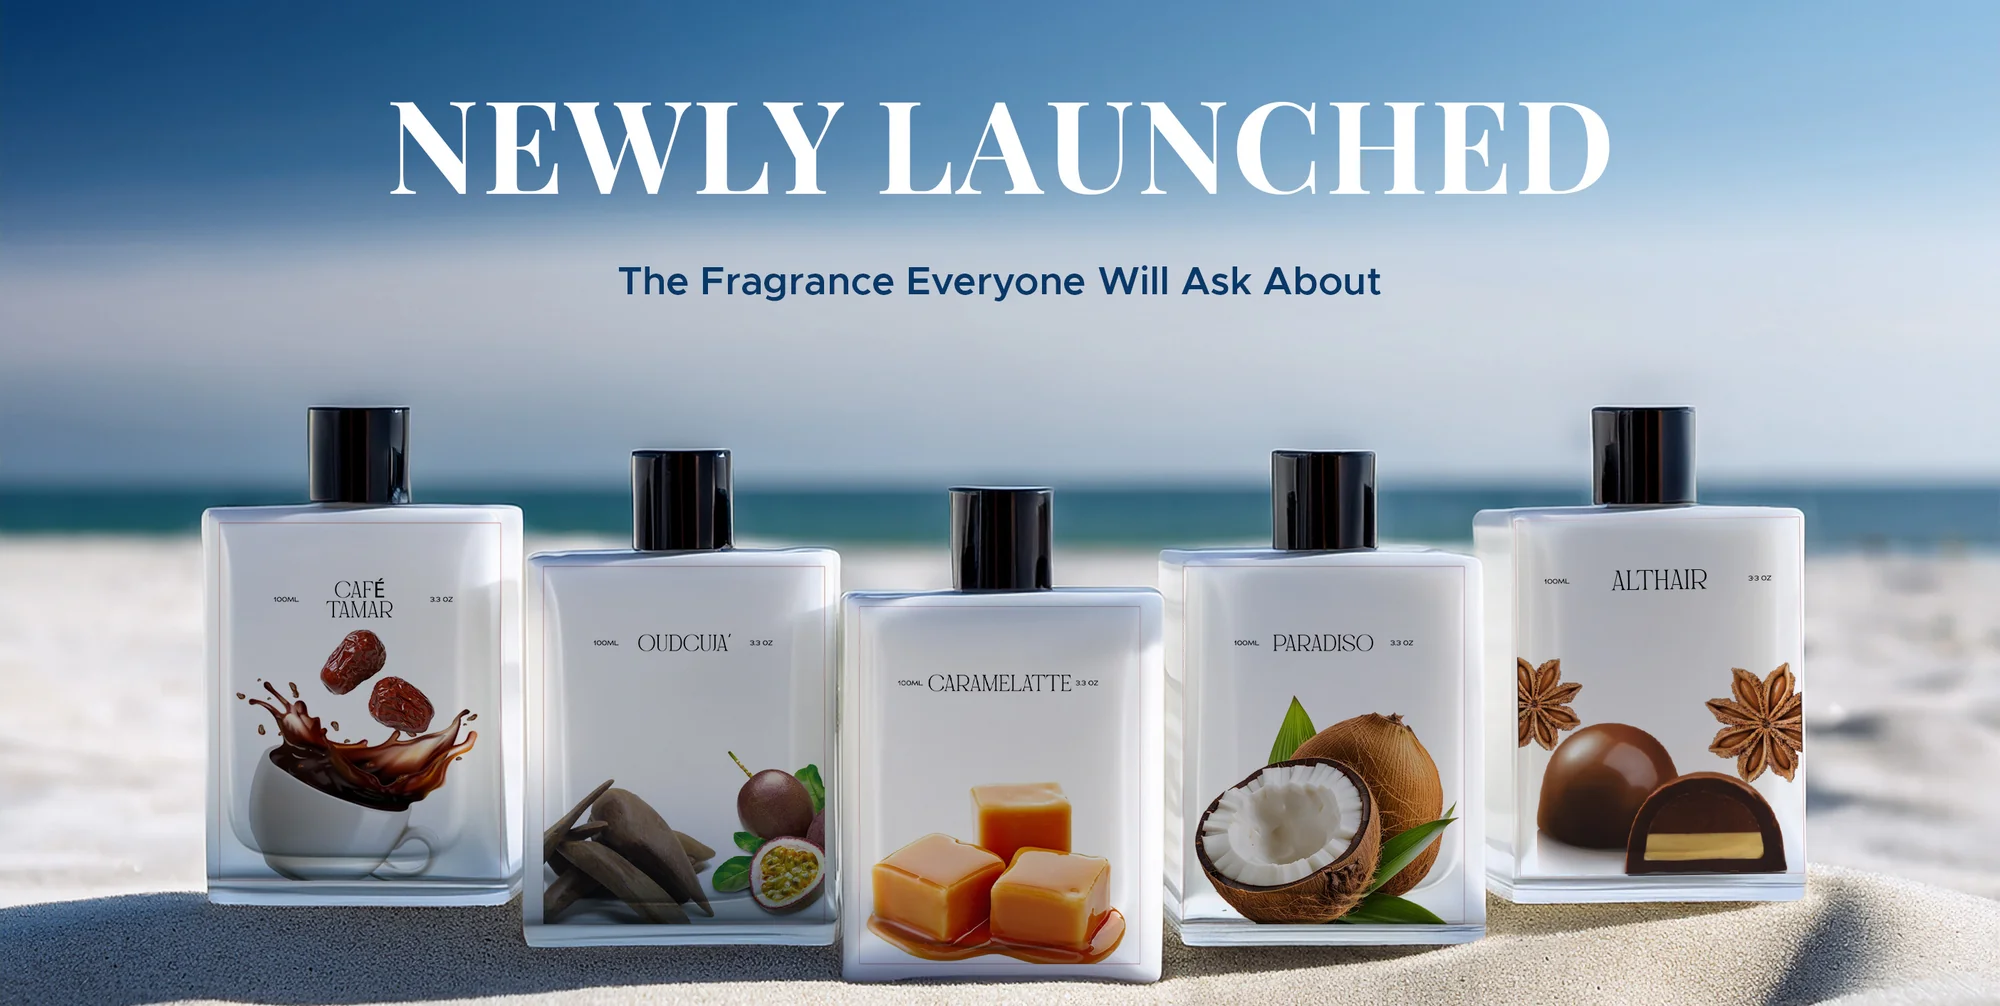 NEWLY LAUNCHED
The Fragrance Everyone Will Ask About
100ML CAFÉ TAMAR 3.3 OZ
100ML OUDCUJA' 3.3 OZ
100ML CARAMELATTE 3.3 OZ
100ML PARADISO 3.3 OZ
100ML ALTHAIR 3.3 OZ